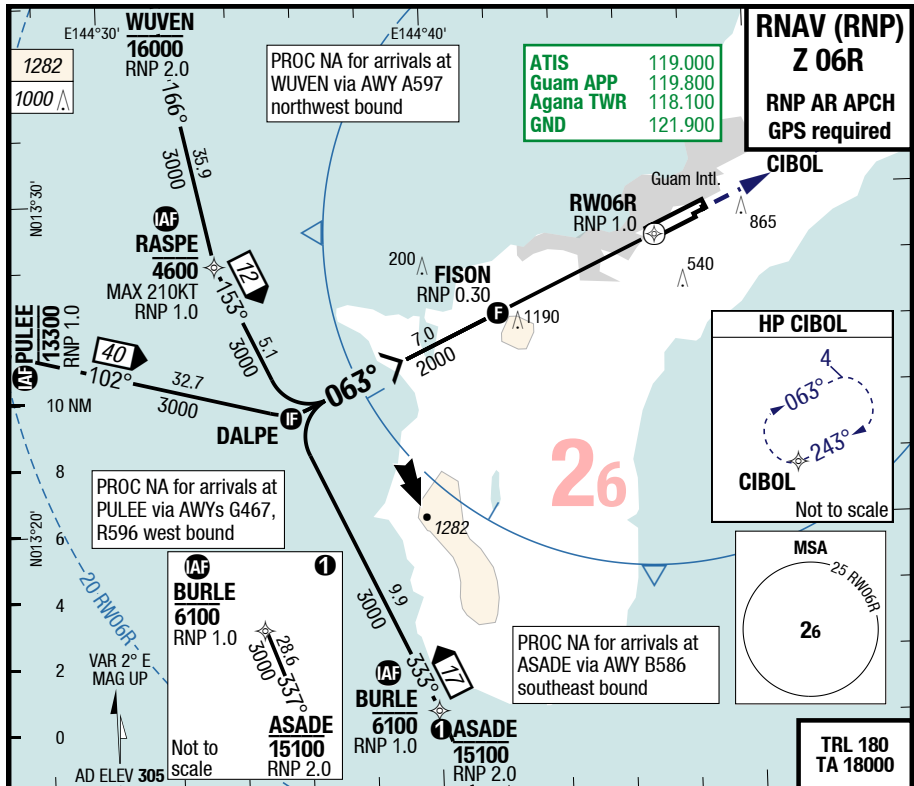 RNAV (RNP)
Z 06R
RNP AR APCH
GPS required
E144°30'
E144°40'
WUVEN
16000
RNP 2.0
1282
1000
PROC NA for arrivals at
WUVEN via AWY A597
northwest bound
ATIS 119.000
Guam APP 119.800
Agana TWR 118.100
GND 121.900
166°
35.9
3000
CIBOL
Guam Intl.
RW06R
RNP 1.0
865
N013°30'
IAF
RASPE
4600
MAX 210KT
RNP 1.0
12
153°
5.1
3000
200
540
FISON
RNP 0.30
F
1190
7.0
2000
IAF
PULEE
13300
RNP 1.0
40
102°
32.7
3000
063°
IF
DALPE
10 NM
8
6
4
2
0
HP CIBOL
4
063°
243°
CIBOL
Not to scale
26
1282
PROC NA for arrivals at
PULEE via AWYs G467,
R596 west bound
N013°20'
20 RW06R
IAF
1
BURLE
6100
RNP 1.0
28.6
3000
337°
ASADE
15100
RNP 2.0
Not to
scale
9.9
3000
333°
17
IAF
BURLE
6100
RNP 1.0
1
ASADE
15100
RNP 2.0
PROC NA for arrivals at
ASADE via AWY B586
southeast bound
MSA
25 RW06R
26
VAR 2° E
MAG UP
AD ELEV 305
TRL 180
TA 18000